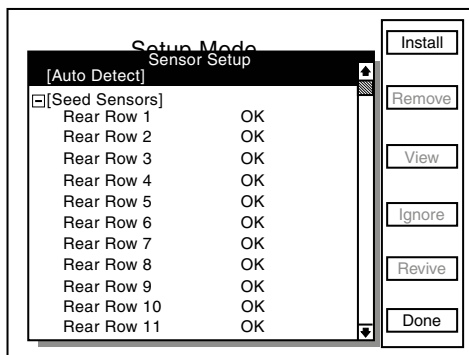 Setup Mode
Sensor Setup
[Auto Detect]
[Seed Sensors]
Rear Row 1 OK
Rear Row 2 OK
Rear Row 3 OK
Rear Row 4 OK
Rear Row 5 OK
Rear Row 6 OK
Rear Row 7 OK
Rear Row 8 OK
Rear Row 9 OK
Rear Row 10 OK
Rear Row 11 OK
Install
Remove
View
Ignore
Revive
Done